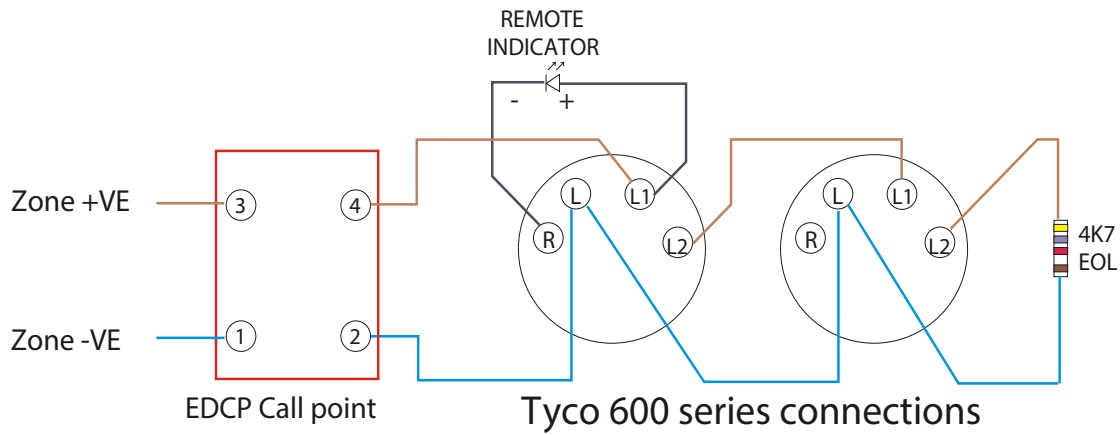 REMOTE
INDICATOR
- +
Zone +VE
3
4
L
L1
R
L2
L
L1
R
L2
4K7
EOL
Zone -VE
1
2
EDCP Call point
Tyco 600 series connections